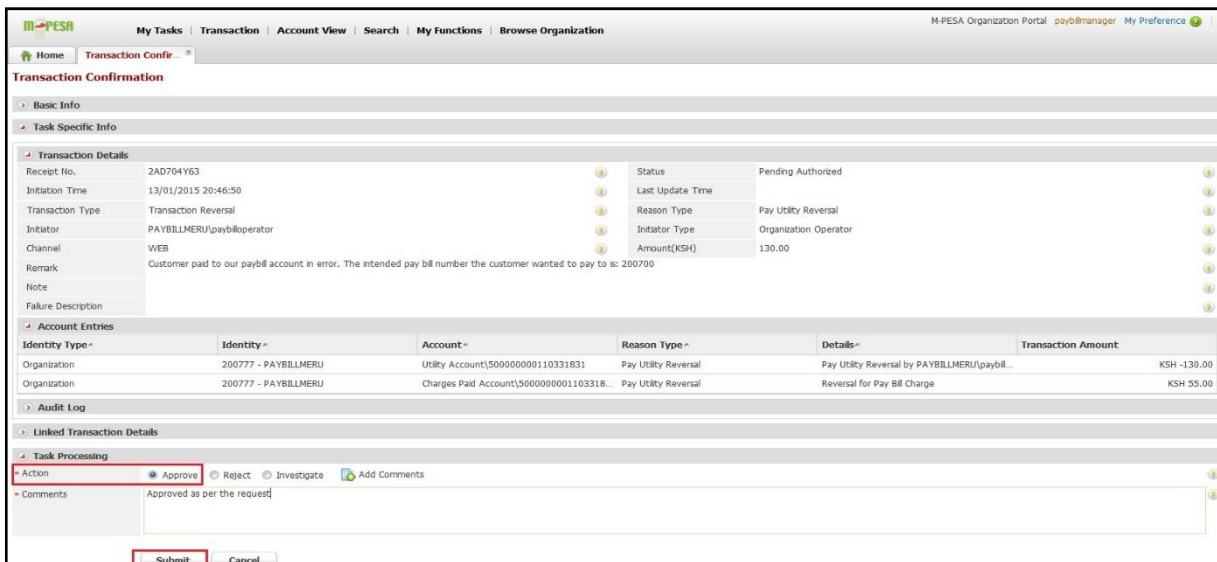 M-PESA
My Tasks | Transaction | Account View | Search | My Functions | Browse Organization
M-PESA Organization Portal paybillmanager My Preference
Home Transaction Confir...
Transaction Confirmation
Basic Info
Task Specific Info
Transaction Details
Receipt No. 2AD704Y63 Status Pending Authorized
Initiation Time 13/01/2015 20:46:50 Last Update Time
Transaction Type Transaction Reversal Reason Type Pay Utility Reversal
Initiator PAYBILLMERU\paybilloperator Initiator Type Organization Operator
Channel WEB Amount(KSH) 130.00
Remark Customer paid to our paybill account in error. The intended pay bill number the customer wanted to pay to is: 200700
Note
Failure Description
Account Entries
Identity Type Identity Account Reason Type Details Transaction Amount
Organization 200777 - PAYBILLMERU Utility Account\500000000110331831 Pay Utility Reversal Pay Utility Reversal by PAYBILLMERU\paybill... KSH -130.00
Organization 200777 - PAYBILLMERU Charges Paid Account\5000000001103318... Pay Utility Reversal Reversal for Pay Bill Charge KSH 55.00
Audit Log
Linked Transaction Details
Task Processing
* Action Approve Reject Investigate Add Comments
* Comments Approved as per the request
Submit Cancel